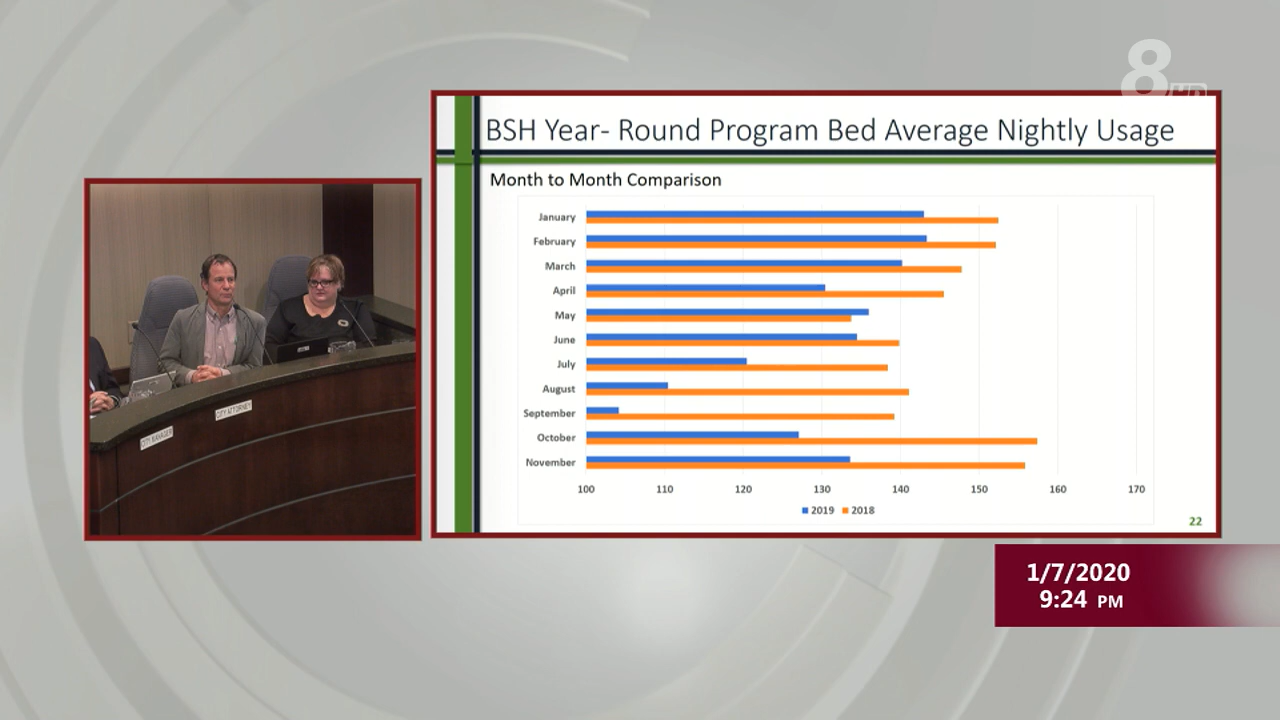 8
HD
BSH Year- Round Program Bed Average Nightly Usage
Month to Month Comparison
January
February
March
April
May
June
July
August
September
October
November
100 110 120 130 140 150 160 170
2019 2018
22
CITY MANAGER
CITY ATTORNEY
1/7/2020
9:24 PM